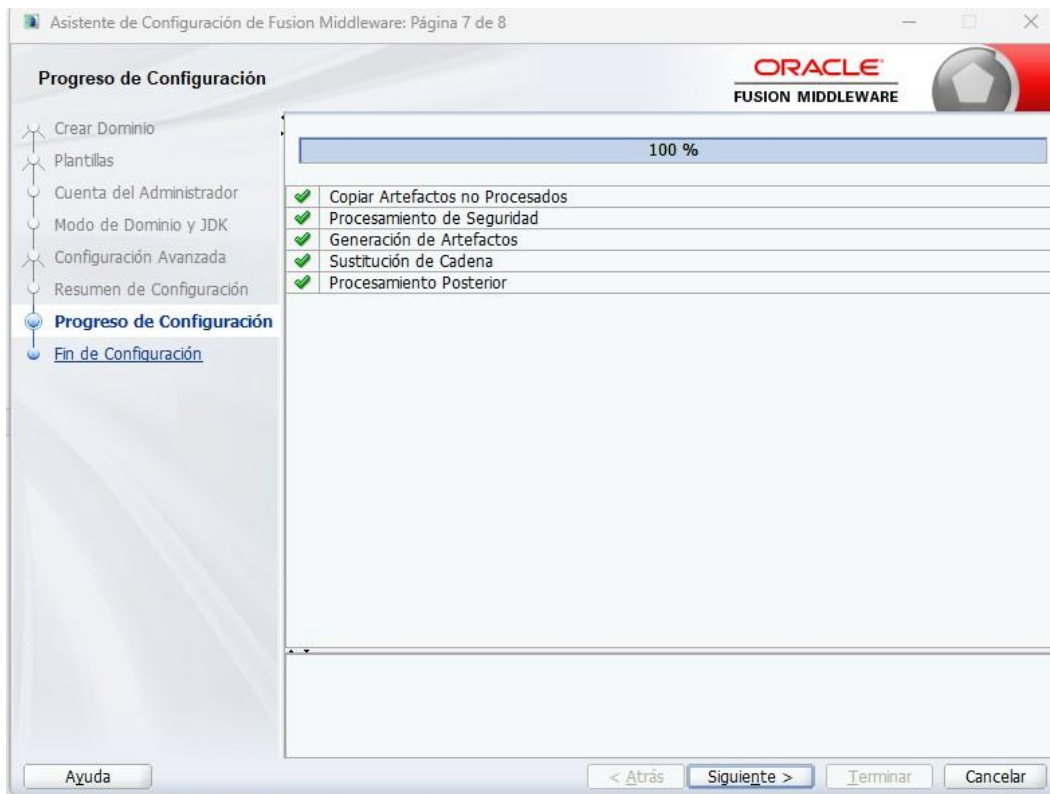 Asistente de Configuración de Fusion Middleware: Página 7 de 8
Progreso de Configuración
ORACLE
FUSION MIDDLEWARE
Crear Dominio
Plantillas
Cuenta del Administrador
Modo de Dominio y JDK
Configuración Avanzada
Resumen de Configuración
Progreso de Configuración
Fin de Configuración
100 %
Copiar Artefactos no Procesados
Procesamiento de Seguridad
Generación de Artefactos
Sustitución de Cadena
Procesamiento Posterior
Ayuda
< Atrás
Siguiente >
Terminar
Cancelar